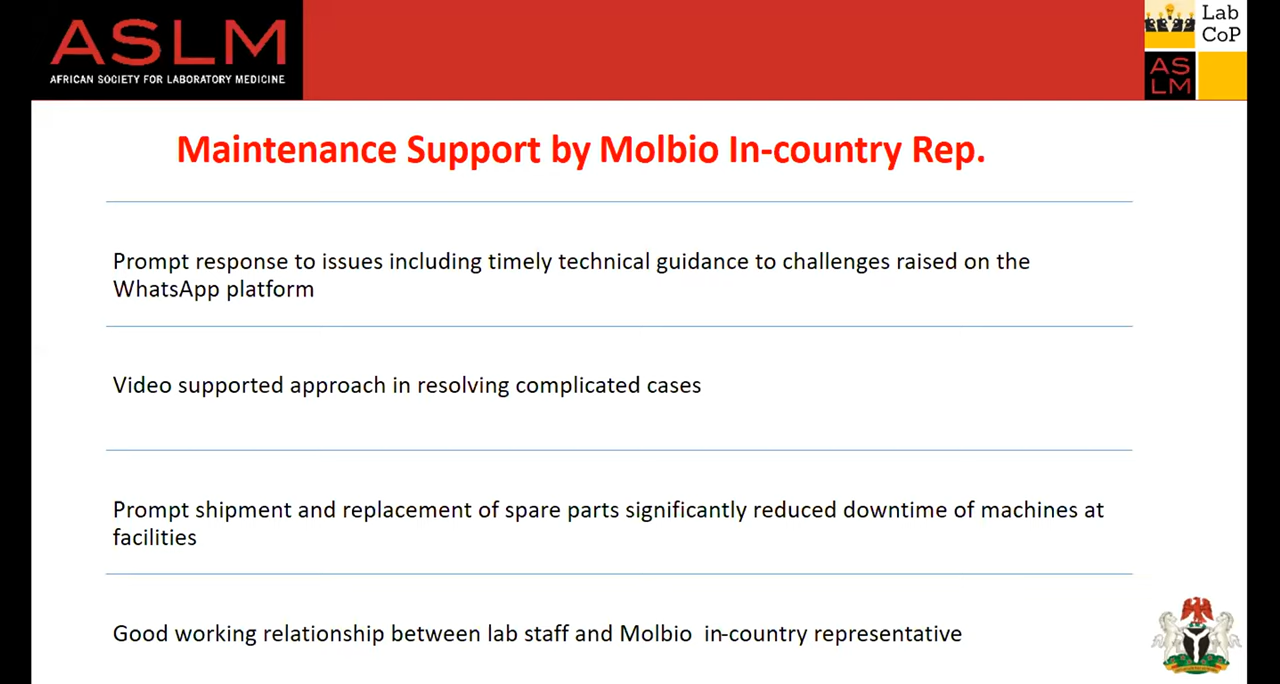 ASLM
AFRICAN SOCIETY FOR LABORATORY MEDICINE
Lab
CoP
AS
LM
Maintenance Support by Molbio In-country Rep.
Prompt response to issues including timely technical guidance to challenges raised on the
WhatsApp platform
Video supported approach in resolving complicated cases
Prompt shipment and replacement of spare parts significantly reduced downtime of machines at
facilities
Good working relationship between lab staff and Molbio in-country representative